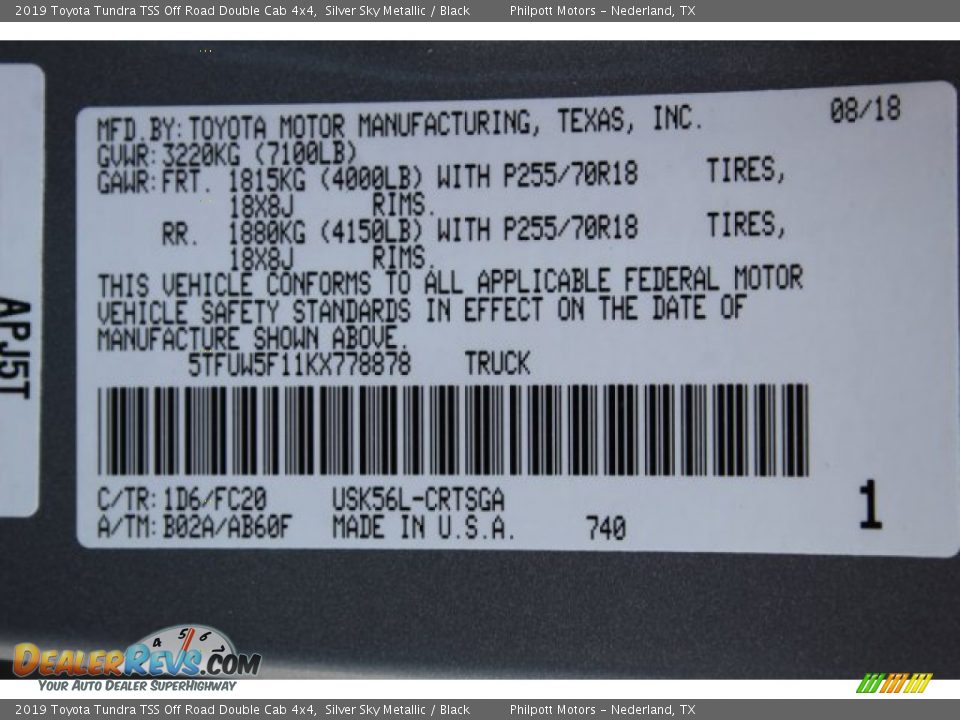 2019 Toyota Tundra TSS Off Road Double Cab 4x4, Silver Sky Metallic / Black Philpott Motors – Nederland, TX
MFD.BY:TOYOTA MOTOR MANUFACTURING, TEXAS, INC. 08/18
GVWR:3220KG (7100LB)
GAWR:FRT. 1815KG (4000LB) WITH P255/70R18 TIRES,
18X8J RIMS.
RR. 1880KG (4150LB) WITH P255/70R18 TIRES,
18X8J RIMS.
THIS VEHICLE CONFORMS TO ALL APPLICABLE FEDERAL MOTOR
VEHICLE SAFETY STANDARDS IN EFFECT ON THE DATE OF
MANUFACTURE SHOWN ABOVE.
5TFUW5F11KX778878 TRUCK
C/TR:1D6/FC20 USK56L-CRTSGA
A/TM:B02A/AB60F MADE IN U.S.A. 740
1
APJ5T
4 5 6 7
DEALERREVS.COM
YOUR AUTO DEALER SUPERHIGHWAY
2019 Toyota Tundra TSS Off Road Double Cab 4x4, Silver Sky Metallic / Black Philpott Motors – Nederland, TX